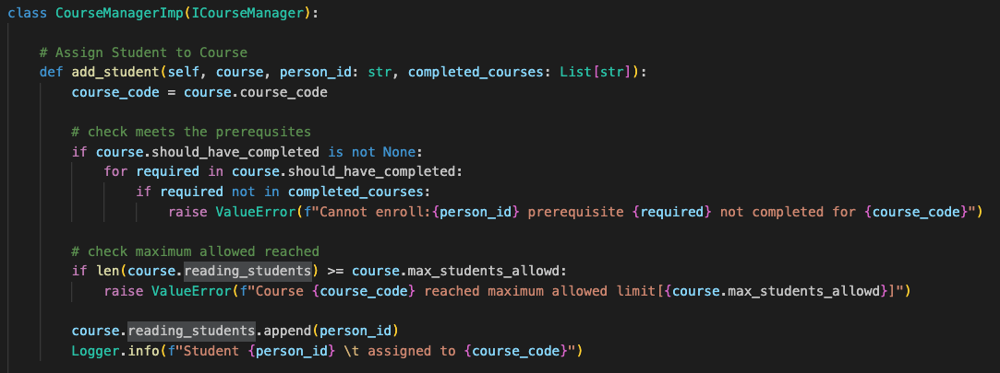 class CourseManagerImp(ICourseManager):
# Assign Student to Course
def add_student(self, course, person_id: str, completed_courses: List[str]):
course_code = course.course_code
# check meets the prerequsites
if course.should_have_completed is not None:
for required in course.should_have_completed:
if required not in completed_courses:
raise ValueError(f"Cannot enroll:{person_id} prerequisite {required} not completed for {course_code}")
# check maximum allowed reached
if len(course.reading_students) >= course.max_students_allowd:
raise ValueError(f"Course {course_code} reached maximum allowed limit[{course.max_students_allowd}]")
course.reading_students.append(person_id)
Logger.info(f"Student {person_id} \t assigned to {course_code}")